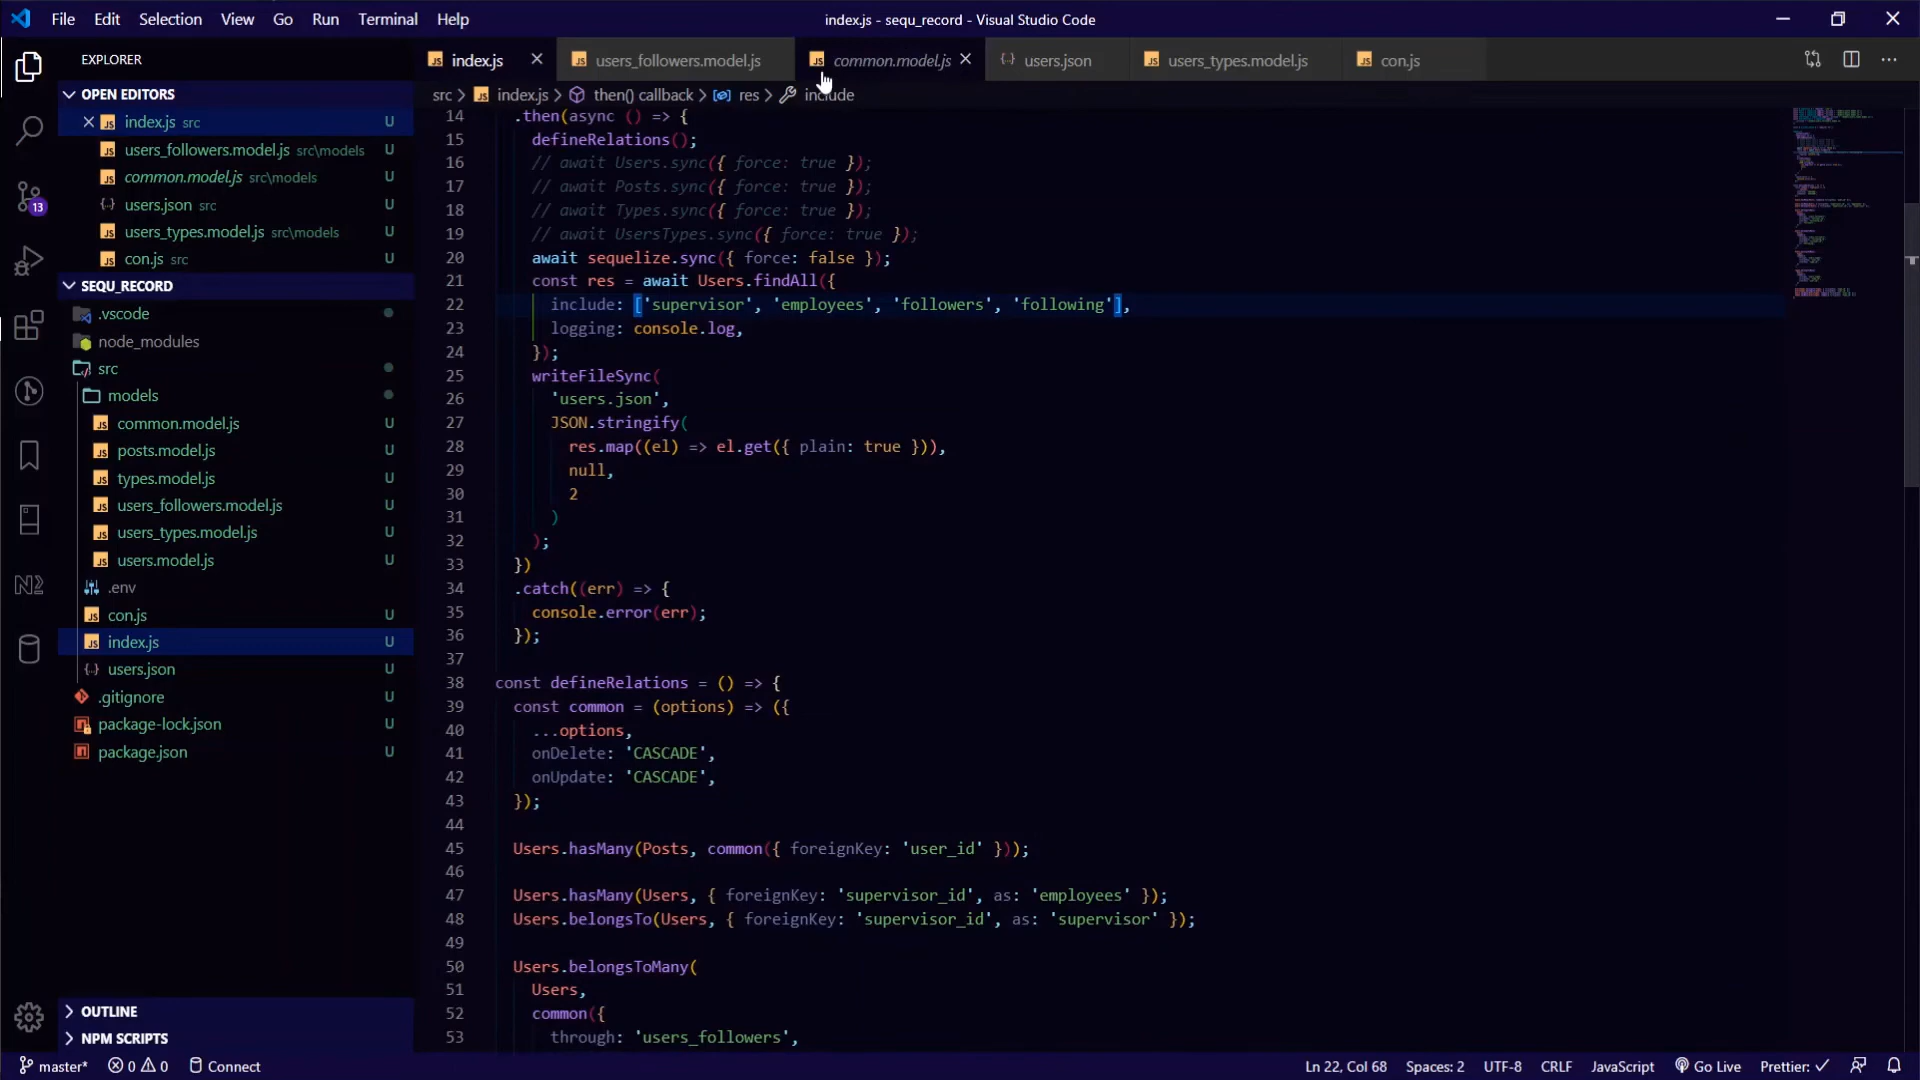 File Edit Selection View Go Run Terminal Help
index.js - sequ_record - Visual Studio Code
EXPLORER
OPEN EDITORS
index.js src U
users_followers.model.js src\models U
common.model.js src\models U
users.json src U
users_types.model.js src\models U
con.js src U
SEQU_RECORD
.vscode
node_modules
src
models
common.model.js U
posts.model.js U
types.model.js U
users_followers.model.js U
users_types.model.js U
users.model.js U
.env
con.js U
index.js U
users.json U
.gitignore U
package-lock.json U
package.json U
OUTLINE
NPM SCRIPTS
13
index.js users_followers.model.js common.model.js users.json users_types.model.js con.js
src > index.js > then() callback > res > include
14 .then(async () => {
15 defineRelations();
16 // await Users.sync({ force: true });
17 // await Posts.sync({ force: true });
18 // await Types.sync({ force: true });
19 // await UsersTypes.sync({ force: true });
20 await sequelize.sync({ force: false });
21 const res = await Users.findAll({
22 include: ['supervisor', 'employees', 'followers', 'following'],
23 logging: console.log,
24 });
25 writeFileSync(
26 'users.json',
27 JSON.stringify(
28 res.map((el) => el.get({ plain: true })),
29 null,
30 2
31 )
32 );
33 })
34 .catch((err) => {
35 console.error(err);
36 });
37
38 const defineRelations = () => {
39 const common = (options) => ({
40 ...options,
41 onDelete: 'CASCADE',
42 onUpdate: 'CASCADE',
43 });
44
45 Users.hasMany(Posts, common({ foreignKey: 'user_id' }));
46
47 Users.hasMany(Users, { foreignKey: 'supervisor_id', as: 'employees' });
48 Users.belongsTo(Users, { foreignKey: 'supervisor_id', as: 'supervisor' });
49
50 Users.belongsToMany(
51 Users,
52 common({
53 through: 'users_followers',
master* 0 0 Connect
Ln 22, Col 68 Spaces: 2 UTF-8 CRLF JavaScript Go Live Prettier: ✓